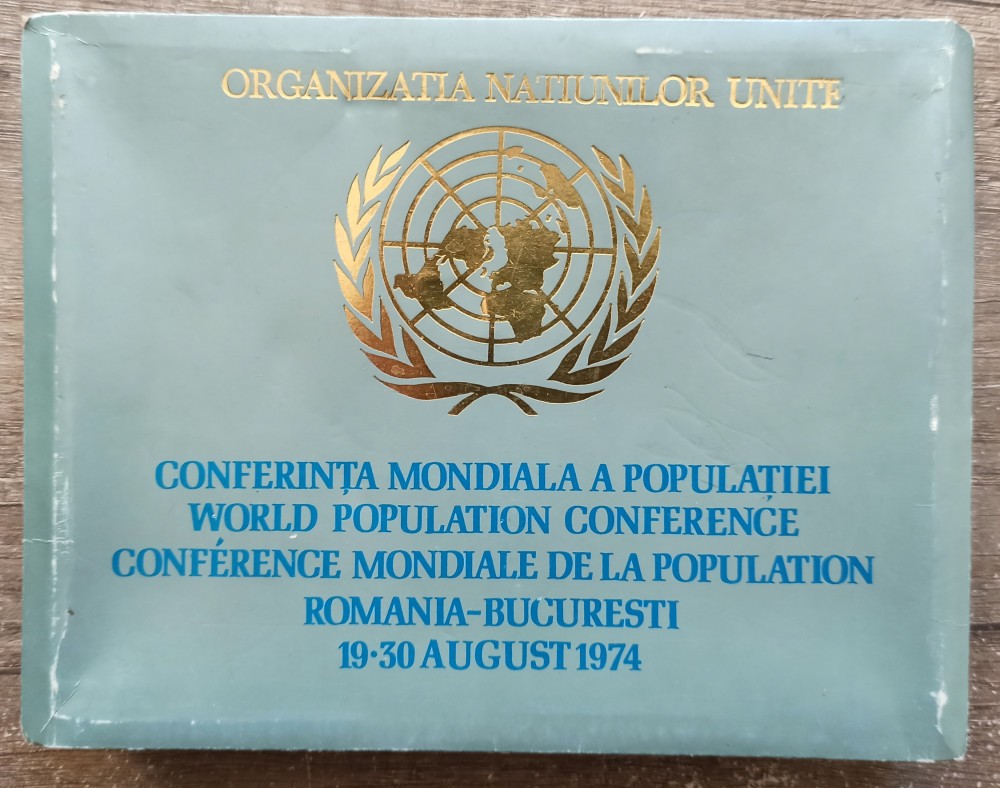 ORGANIZATIA NATIUNILOR UNITE
CONFERINȚA MONDIALA A POPULAȚIEI
WORLD POPULATION CONFERENCE
CONFÉRENCE MONDIALE DE LA POPULATION
ROMANIA-BUCURESTI
19·30 AUGUST 1974